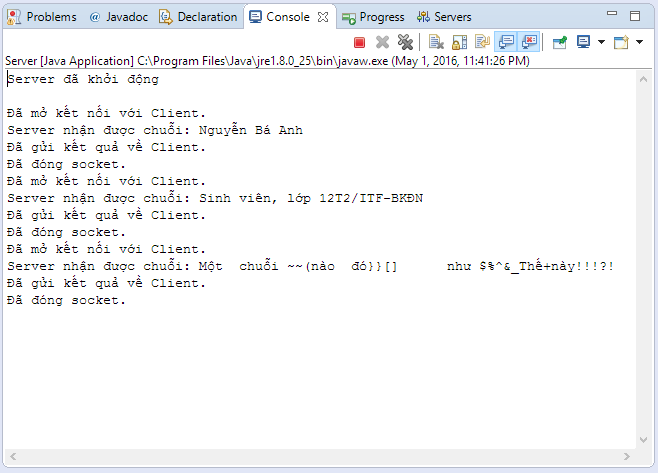 Problems @ Javadoc Declaration Console Progress Servers
Server [Java Application] C:\Program Files\Java\jre1.8.0_25\bin\javaw.exe (May 1, 2016, 11:41:26 PM)
Server đã khởi động
Đã mở kết nối với Client.
Server nhận được chuỗi: Nguyễn Bá Anh
Đã gửi kết quả về Client.
Đã đóng socket.
Đã mở kết nối với Client.
Server nhận được chuỗi: Sinh viên, lớp 12T2/ITF-BKĐN
Đã gửi kết quả về Client.
Đã đóng socket.
Đã mở kết nối với Client.
Server nhận được chuỗi: Một  chuỗi ~~(nào  đó}}[]      như $%^&_Thế+này!!!?!
Đã gửi kết quả về Client.
Đã đóng socket.